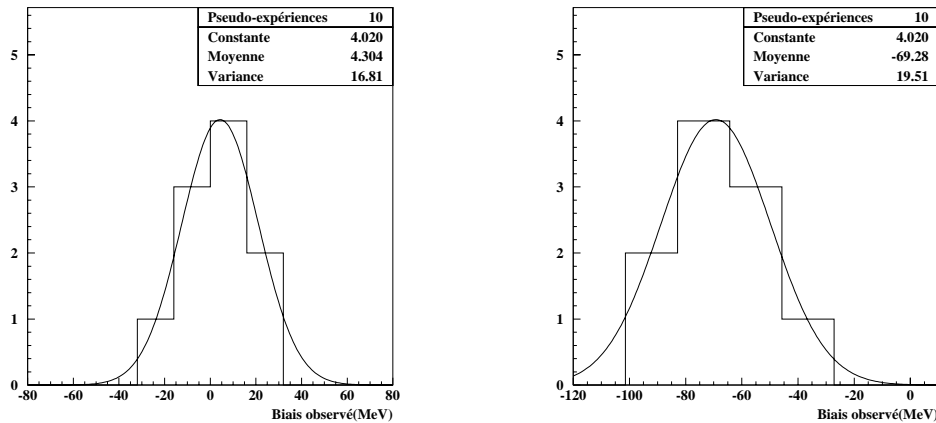 Pseudo-expériences 10
Constante 4.020
Moyenne 4.304
Variance 16.81
5
4
3
2
1
0
-80 -60 -40 -20 0 20 40 60 80
Biais observé(MeV)
Pseudo-expériences 10
Constante 4.020
Moyenne -69.28
Variance 19.51
5
4
3
2
1
0
-120 -100 -80 -60 -40 -20 0
Biais observé(MeV)